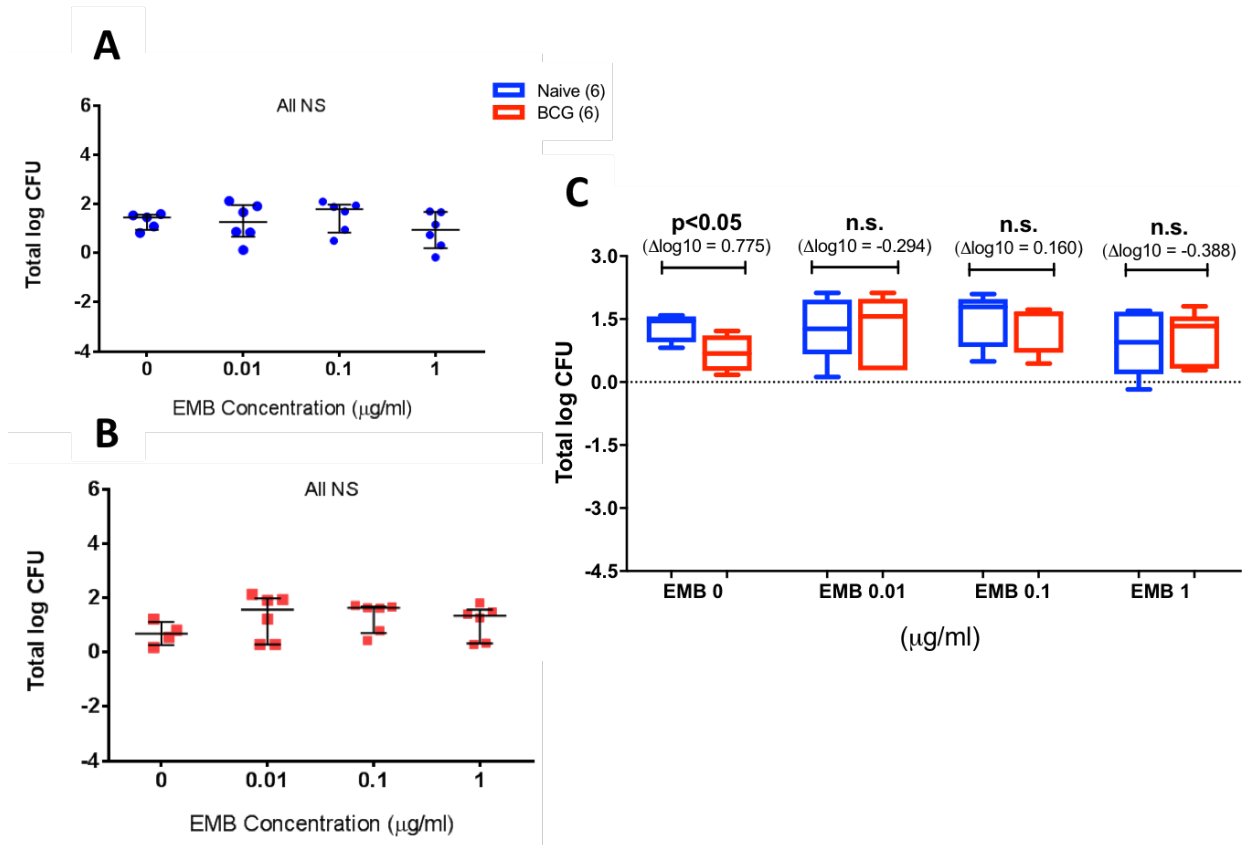 A
All NS
6
4
2
0
-2
-4
Total log CFU
0 0.01 0.1 1
EMB Concentration (μg/ml)
Naive (6)
BCG (6)
B
All NS
6
4
2
0
-2
-4
Total log CFU
0 0.01 0.1 1
EMB Concentration (μg/ml)
C
p<0.05 n.s. n.s. n.s.
(Δlog10 = 0.775) (Δlog10 = -0.294) (Δlog10 = 0.160) (Δlog10 = -0.388)
3.0
1.5
0.0
-1.5
-3.0
-4.5
Total log CFU
EMB 0 EMB 0.01 EMB 0.1 EMB 1
(μg/ml)